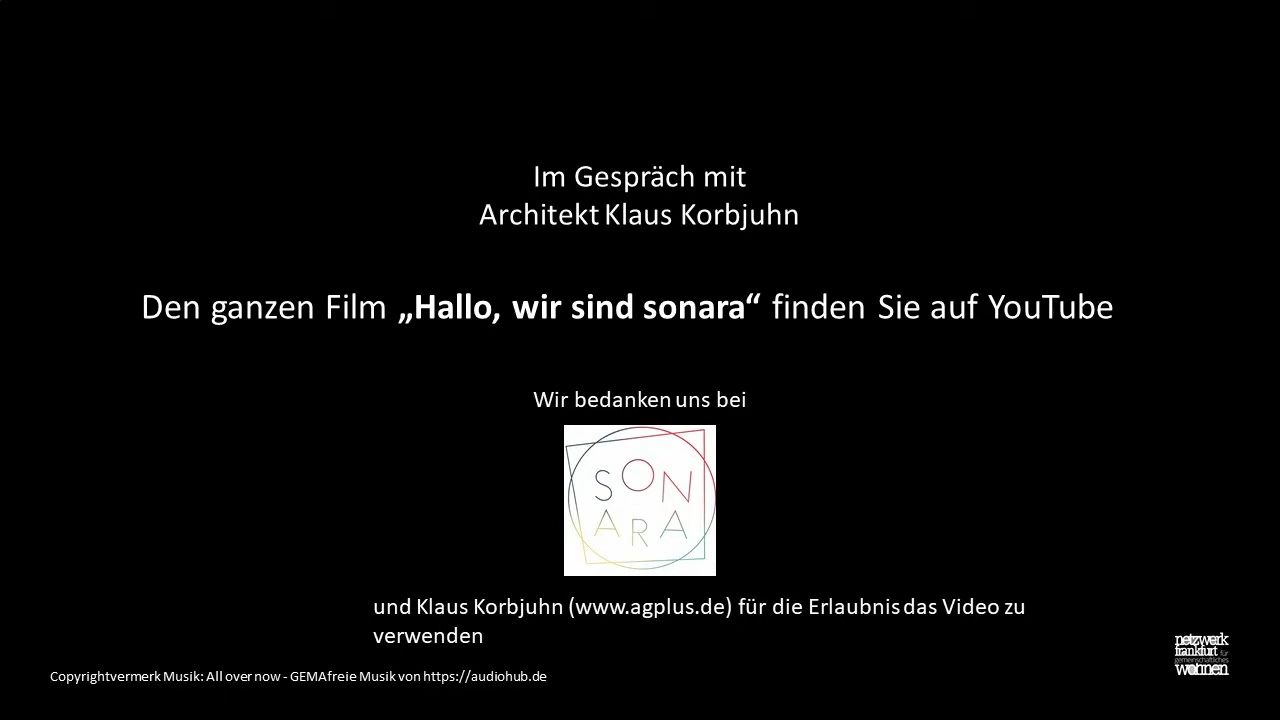 Im Gespräch mit
Architekt Klaus Korbjuhn
Den ganzen Film „Hallo, wir sind sonara“ finden Sie auf YouTube
Wir bedanken uns bei
SON
ARA
und Klaus Korbjuhn (www.agplus.de) für die Erlaubnis das Video zu
verwenden
netzwerk
frankfurt für
gemeinschaftliches
wohnen
Copyrightvermerk Musik: All over now - GEMAfreie Musik von https://audiohub.de